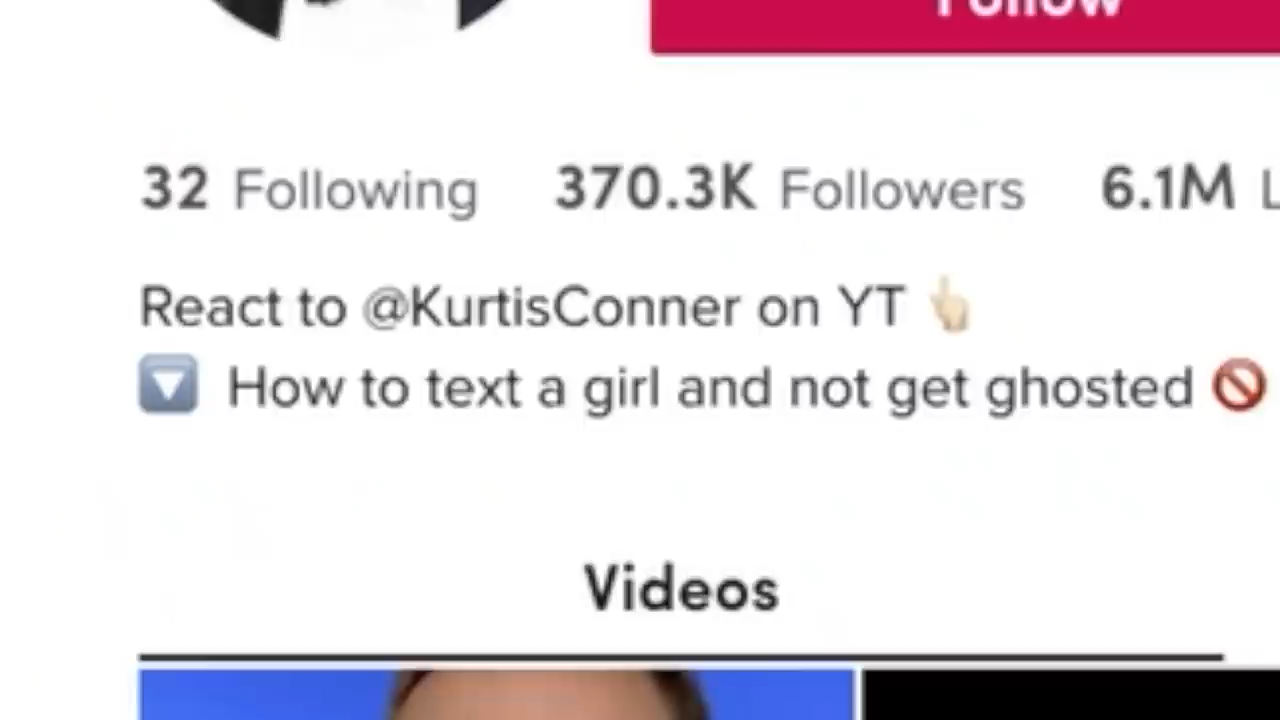 Follow
32 Following 370.3K Followers 6.1M
React to @KurtisConner on YT 👆🏼
🔽 How to text a girl and not get ghosted 🚫
Videos